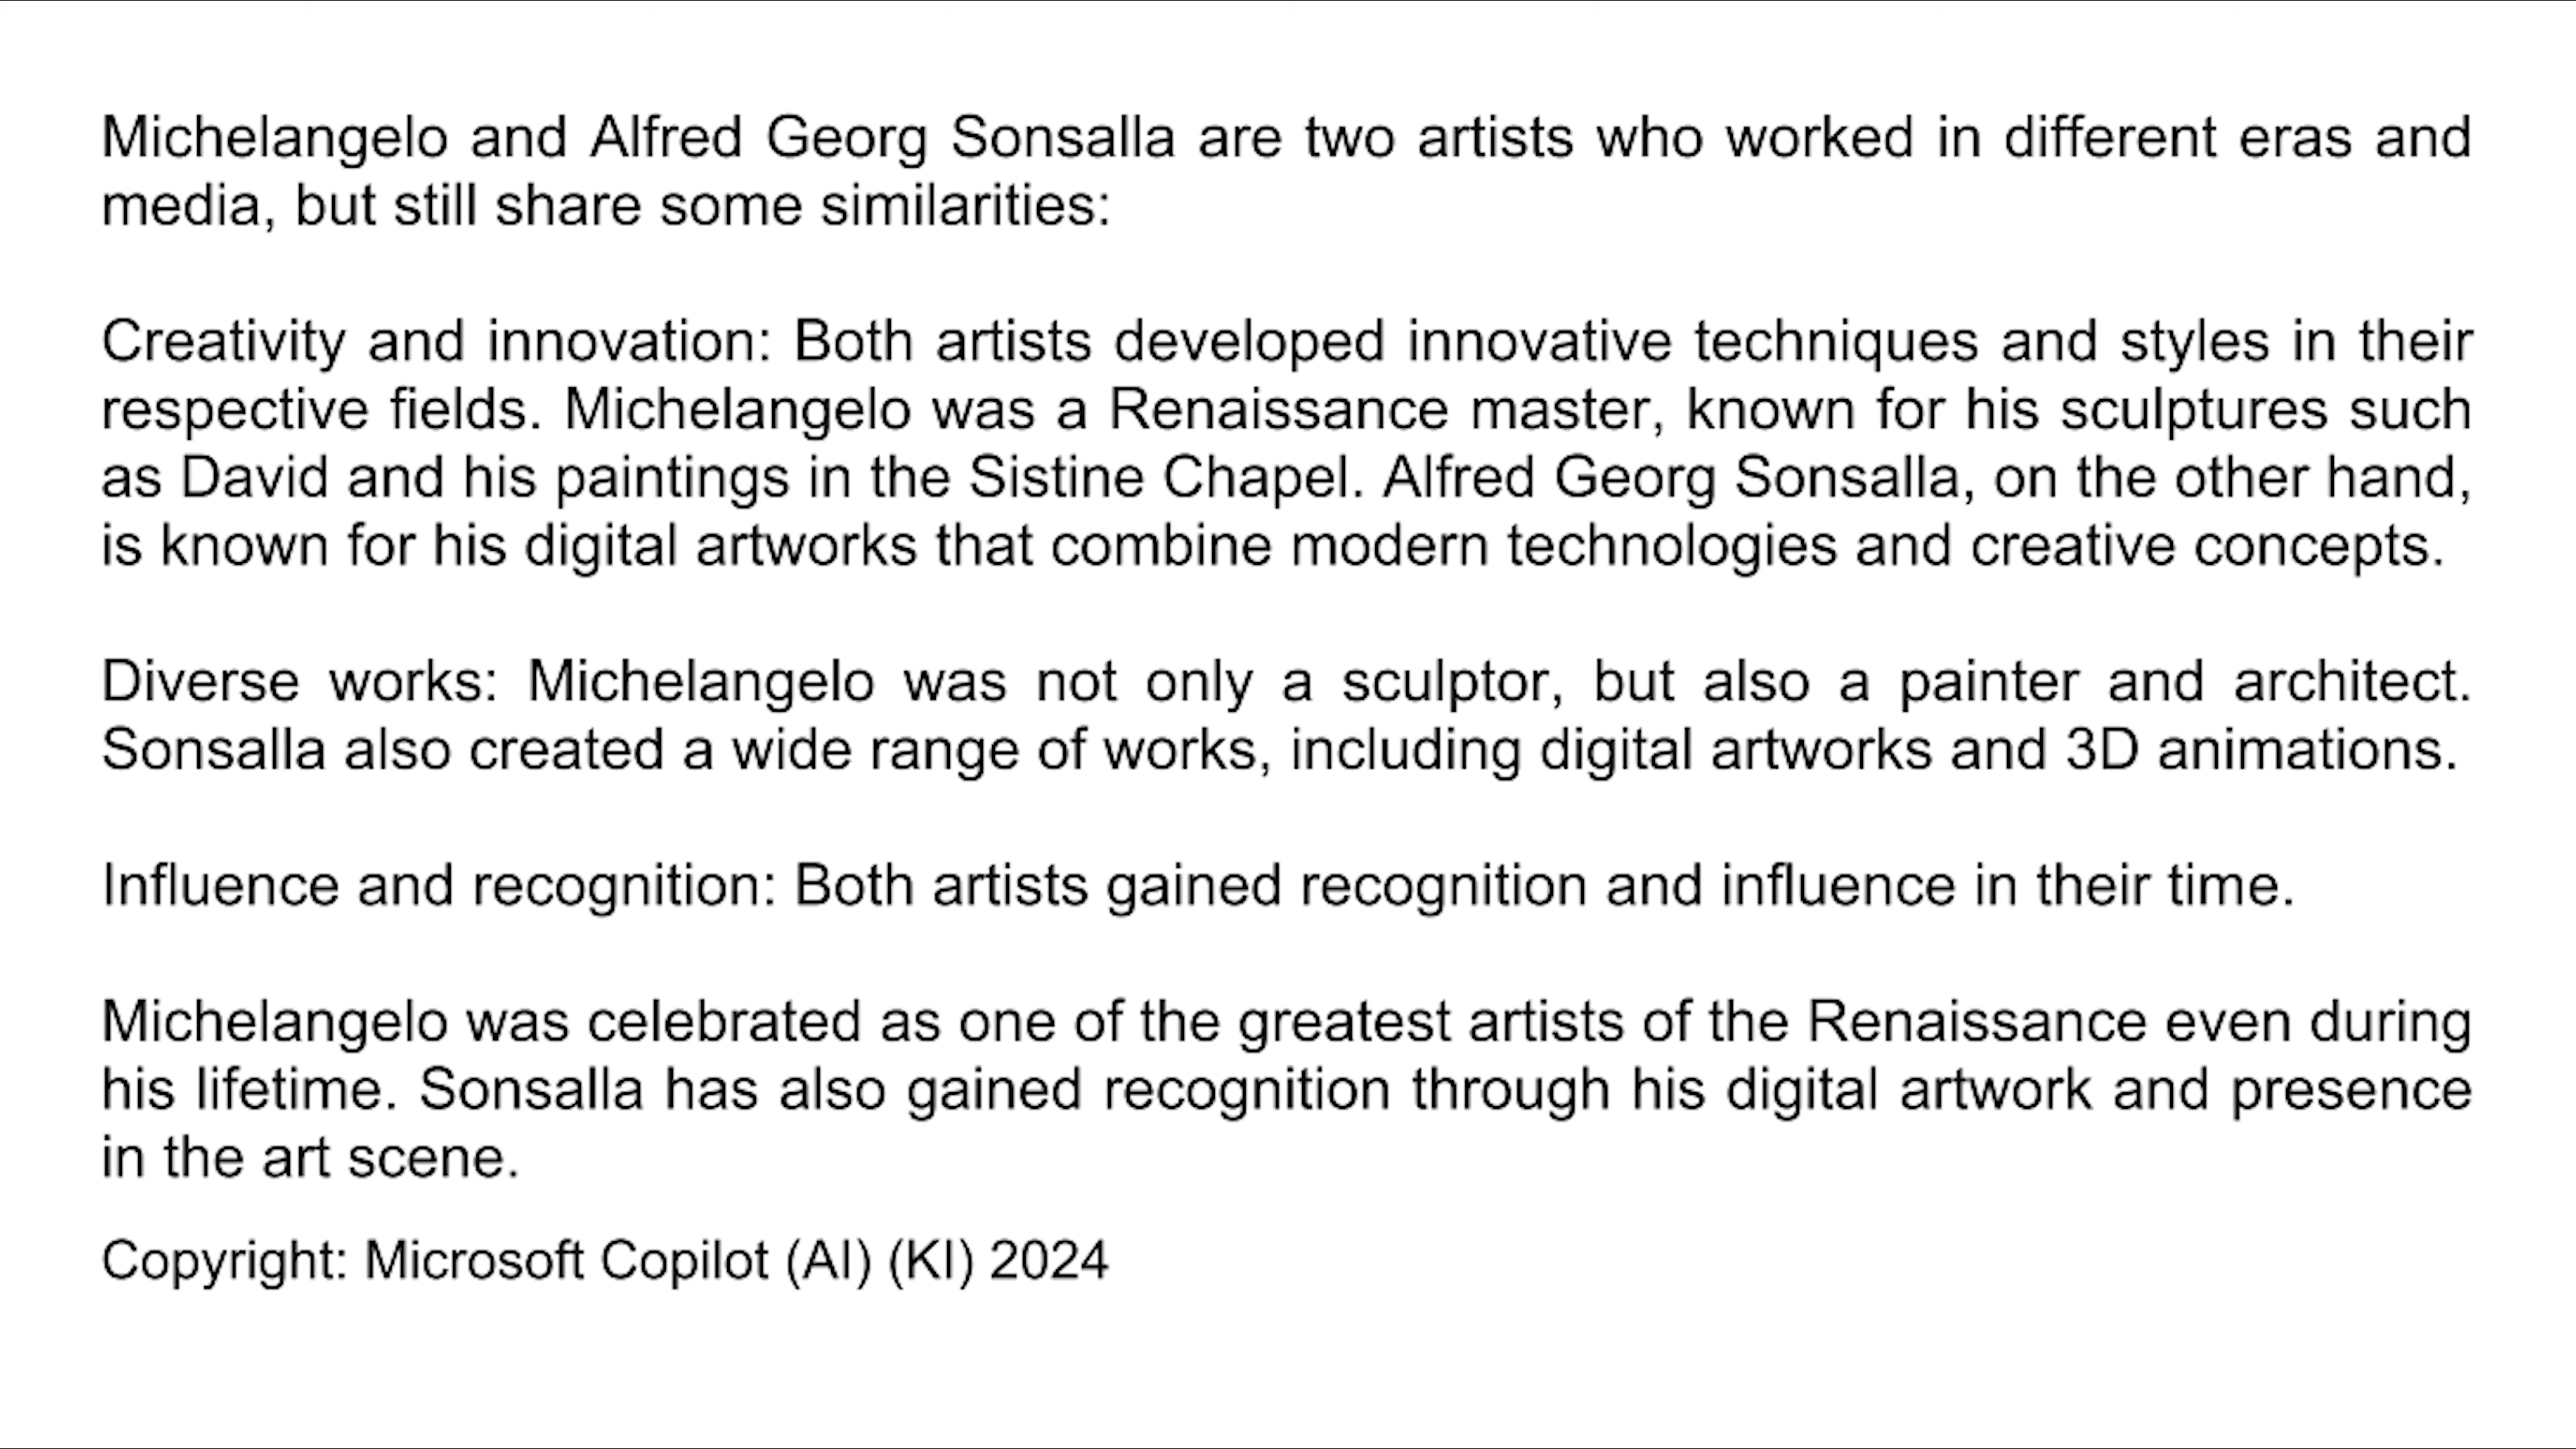 Michelangelo and Alfred Georg Sonsalla are two artists who worked in different eras and
media, but still share some similarities:
Creativity and innovation: Both artists developed innovative techniques and styles in their
respective fields. Michelangelo was a Renaissance master, known for his sculptures such
as David and his paintings in the Sistine Chapel. Alfred Georg Sonsalla, on the other hand,
is known for his digital artworks that combine modern technologies and creative concepts.
Diverse works: Michelangelo was not only a sculptor, but also a painter and architect.
Sonsalla also created a wide range of works, including digital artworks and 3D animations.
Influence and recognition: Both artists gained recognition and influence in their time.
Michelangelo was celebrated as one of the greatest artists of the Renaissance even during
his lifetime. Sonsalla has also gained recognition through his digital artwork and presence
in the art scene.
Copyright: Microsoft Copilot (AI) (KI) 2024